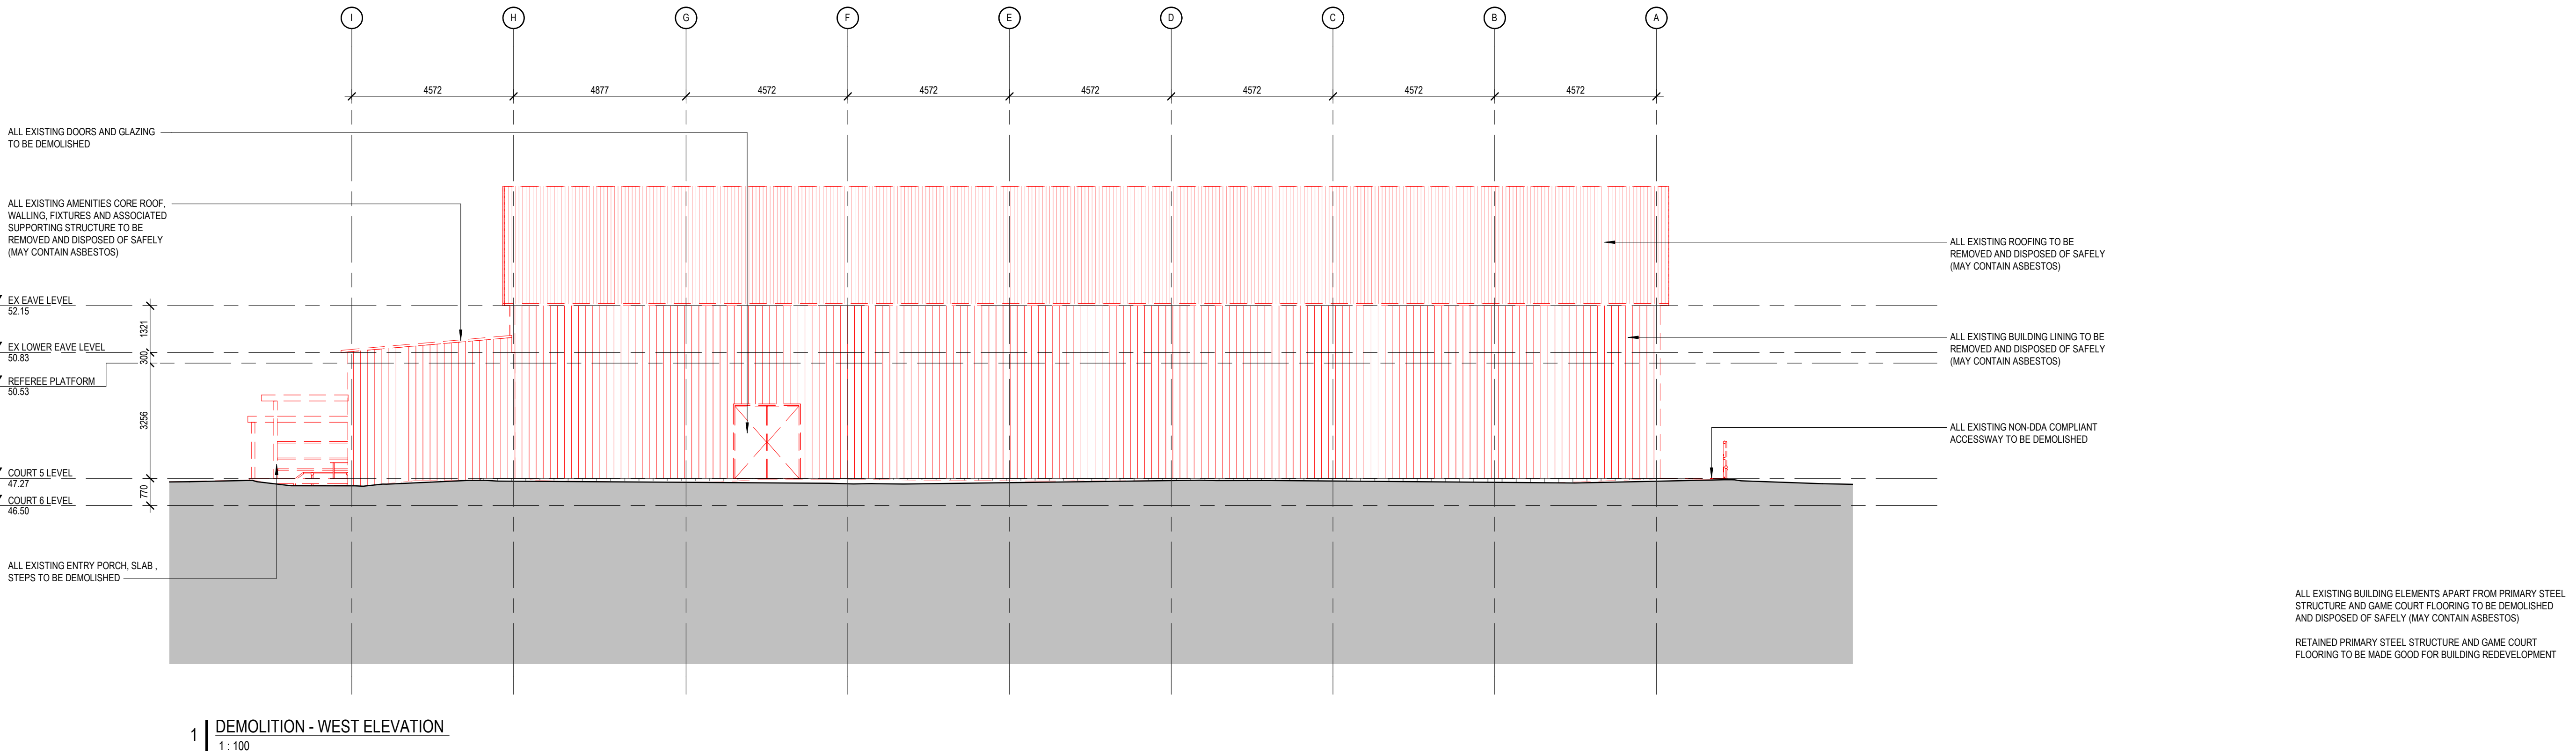 I H G F E D C B A
4572 4877 4572 4572 4572 4572 4572 4572
ALL EXISTING DOORS AND GLAZING
TO BE DEMOLISHED
ALL EXISTING AMENITIES CORE ROOF,
WALLING, FIXTURES AND ASSOCIATED
SUPPORTING STRUCTURE TO BE
REMOVED AND DISPOSED OF SAFELY
(MAY CONTAIN ASBESTOS)
EX EAVE LEVEL
52.15
1321
EX LOWER EAVE LEVEL
50.83
300
REFEREE PLATFORM
50.53
3256
COURT 5 LEVEL
47.27
770
COURT 6 LEVEL
46.50
ALL EXISTING ENTRY PORCH, SLAB ,
STEPS TO BE DEMOLISHED
ALL EXISTING ROOFING TO BE
REMOVED AND DISPOSED OF SAFELY
(MAY CONTAIN ASBESTOS)
ALL EXISTING BUILDING LINING TO BE
REMOVED AND DISPOSED OF SAFELY
(MAY CONTAIN ASBESTOS)
ALL EXISTING NON-DDA COMPLIANT
ACCESSWAY TO BE DEMOLISHED
ALL EXISTING BUILDING ELEMENTS APART FROM PRIMARY STEEL
STRUCTURE AND GAME COURT FLOORING TO BE DEMOLISHED
AND DISPOSED OF SAFELY (MAY CONTAIN ASBESTOS)
RETAINED PRIMARY STEEL STRUCTURE AND GAME COURT
FLOORING TO BE MADE GOOD FOR BUILDING REDEVELOPMENT
1 DEMOLITION - WEST ELEVATION
1 : 100